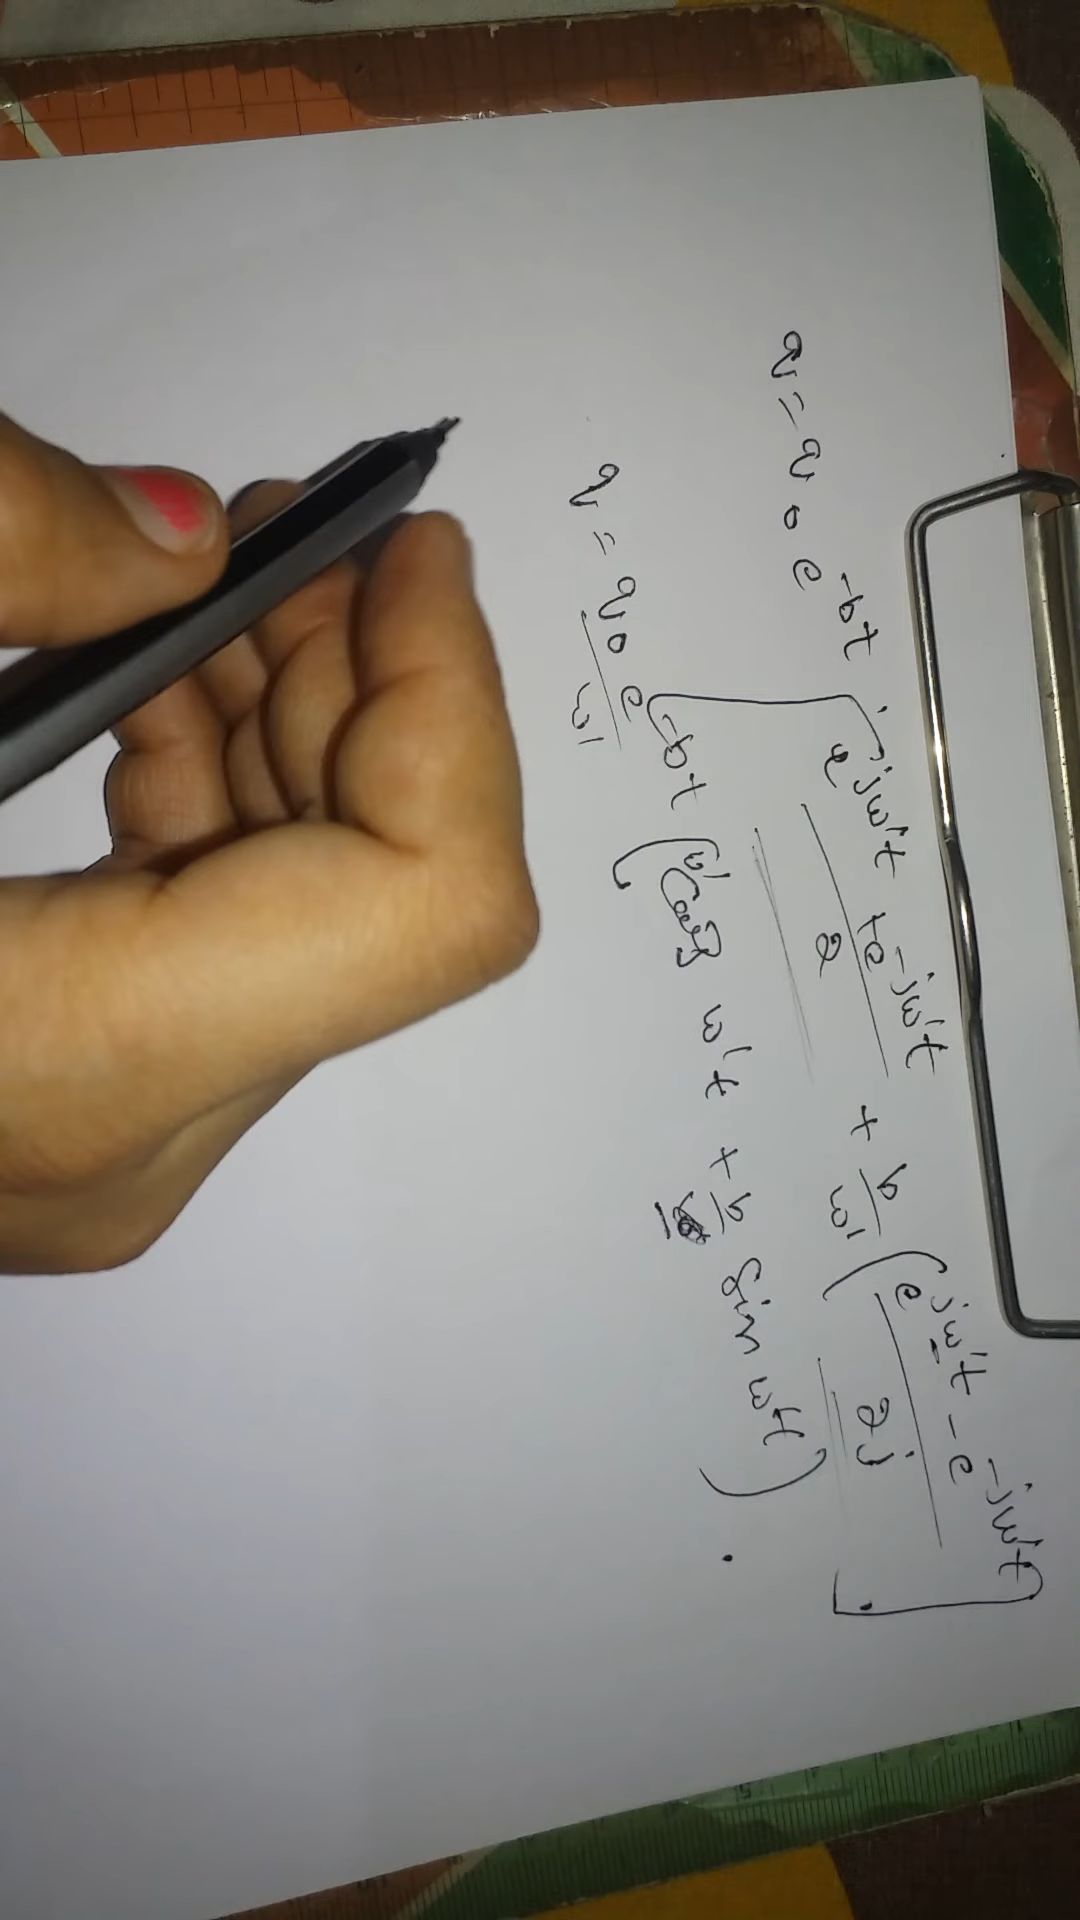 q = q₀ e^{-bt} [ (e^{jω't} + e^{-jω't})/2 + b/ω' ( (e^{jω't} - e^{-jω't})/2j ) ]
q = q₀/ω' e^{-bt} ( ω' cos ω't + b sin ω't ) .